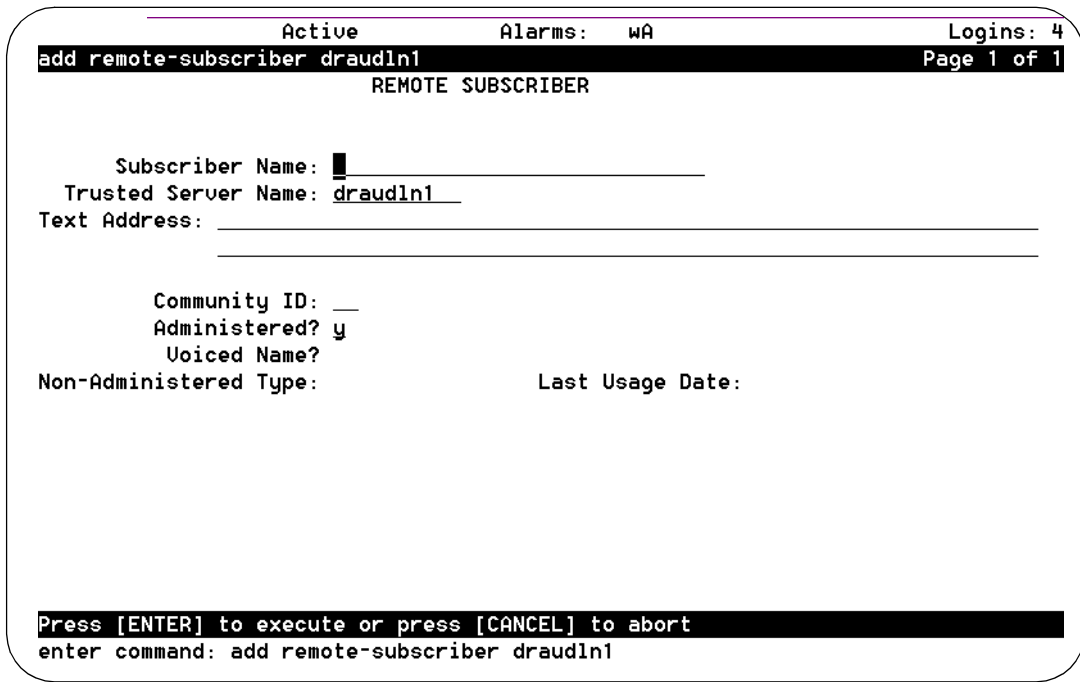 Active Alarms: wA Logins: 4
add remote-subscriber draudln1 Page 1 of 1
REMOTE SUBSCRIBER
Subscriber Name:
Trusted Server Name: draudln1
Text Address:
Community ID:
Administered? y
Voiced Name?
Non-Administered Type: Last Usage Date:
Press [ENTER] to execute or press [CANCEL] to abort
enter command: add remote-subscriber draudln1